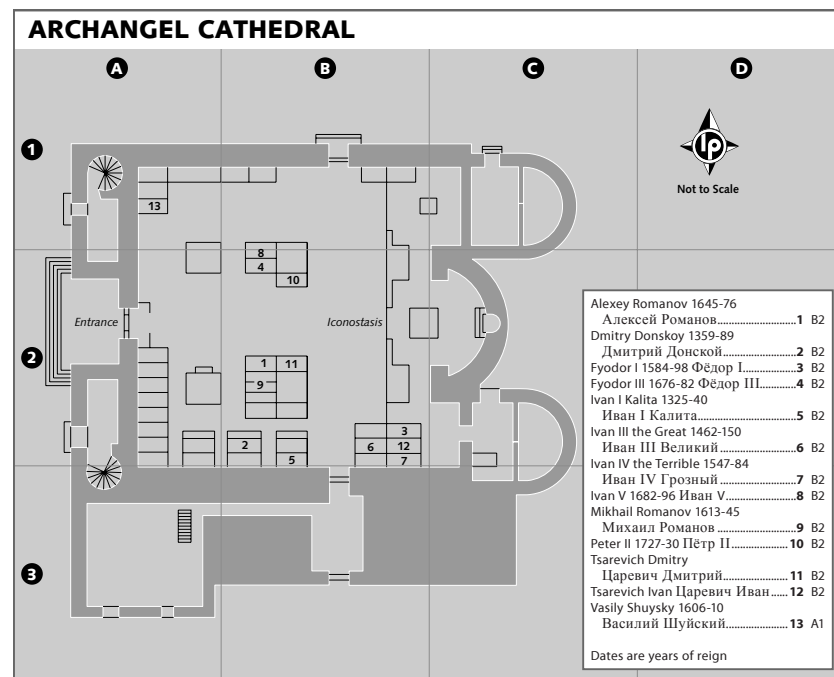 ARCHANGEL CATHEDRAL
A B C D
1
lp
Not to Scale
13
8
4
10
Entrance
Iconostasis
2
1 11
9
3
2 6 12
5 7
3
Alexey Romanov 1645-76
Алексей Романов 1 B2
Dmitry Donskoy 1359-89
Дмитрий Донской 2 B2
Fyodor I 1584-98 Фёдор I 3 B2
Fyodor III 1676-82 Фёдор III 4 B2
Ivan I Kalita 1325-40
Иван I Калита 5 B2
Ivan III the Great 1462-150
Иван III Великий 6 B2
Ivan IV the Terrible 1547-84
Иван IV Грозный 7 B2
Ivan V 1682-96 Иван V 8 B2
Mikhail Romanov 1613-45
Михаил Романов 9 B2
Peter II 1727-30 Пётр II 10 B2
Tsarevich Dmitry
Царевич Дмитрий 11 B2
Tsarevich Ivan Царевич Иван 12 B2
Vasily Shuysky 1606-10
Василий Шуйский 13 A1
Dates are years of reign